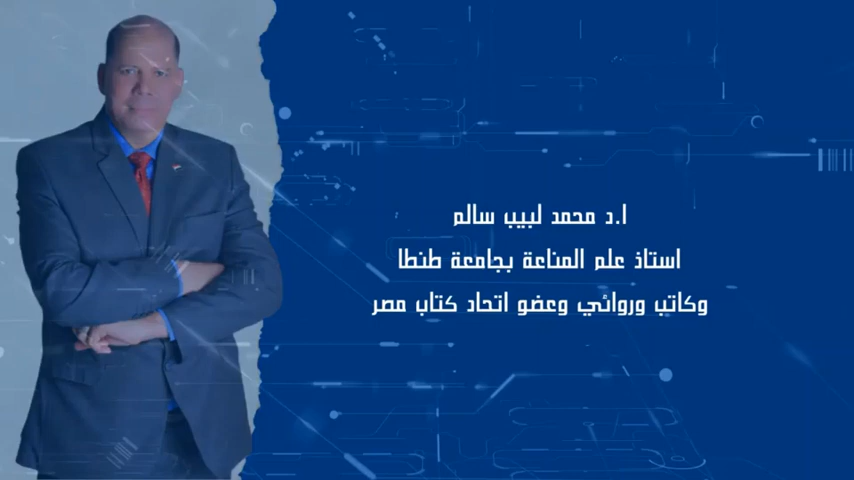 ا.د محمد لبيب سالم
استاذ علم المناعة بجامعة طنطا
وكاتب وروائي وعضو اتحاد كتاب مصر